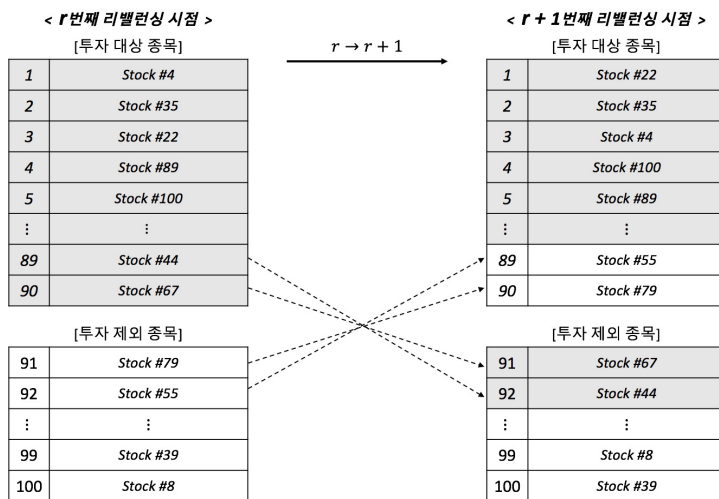 < r번째 리밸런싱 시점 >
[투자 대상 종목]
1 Stock #4
2 Stock #35
3 Stock #22
4 Stock #89
5 Stock #100
⋮ ⋮
89 Stock #44
90 Stock #67
[투자 제외 종목]
91 Stock #79
92 Stock #55
⋮ ⋮
99 Stock #39
100 Stock #8
r → r + 1
< r + 1번째 리밸런싱 시점 >
[투자 대상 종목]
1 Stock #22
2 Stock #35
3 Stock #4
4 Stock #100
5 Stock #89
⋮ ⋮
89 Stock #55
90 Stock #79
[투자 제외 종목]
91 Stock #67
92 Stock #44
⋮ ⋮
99 Stock #8
100 Stock #39